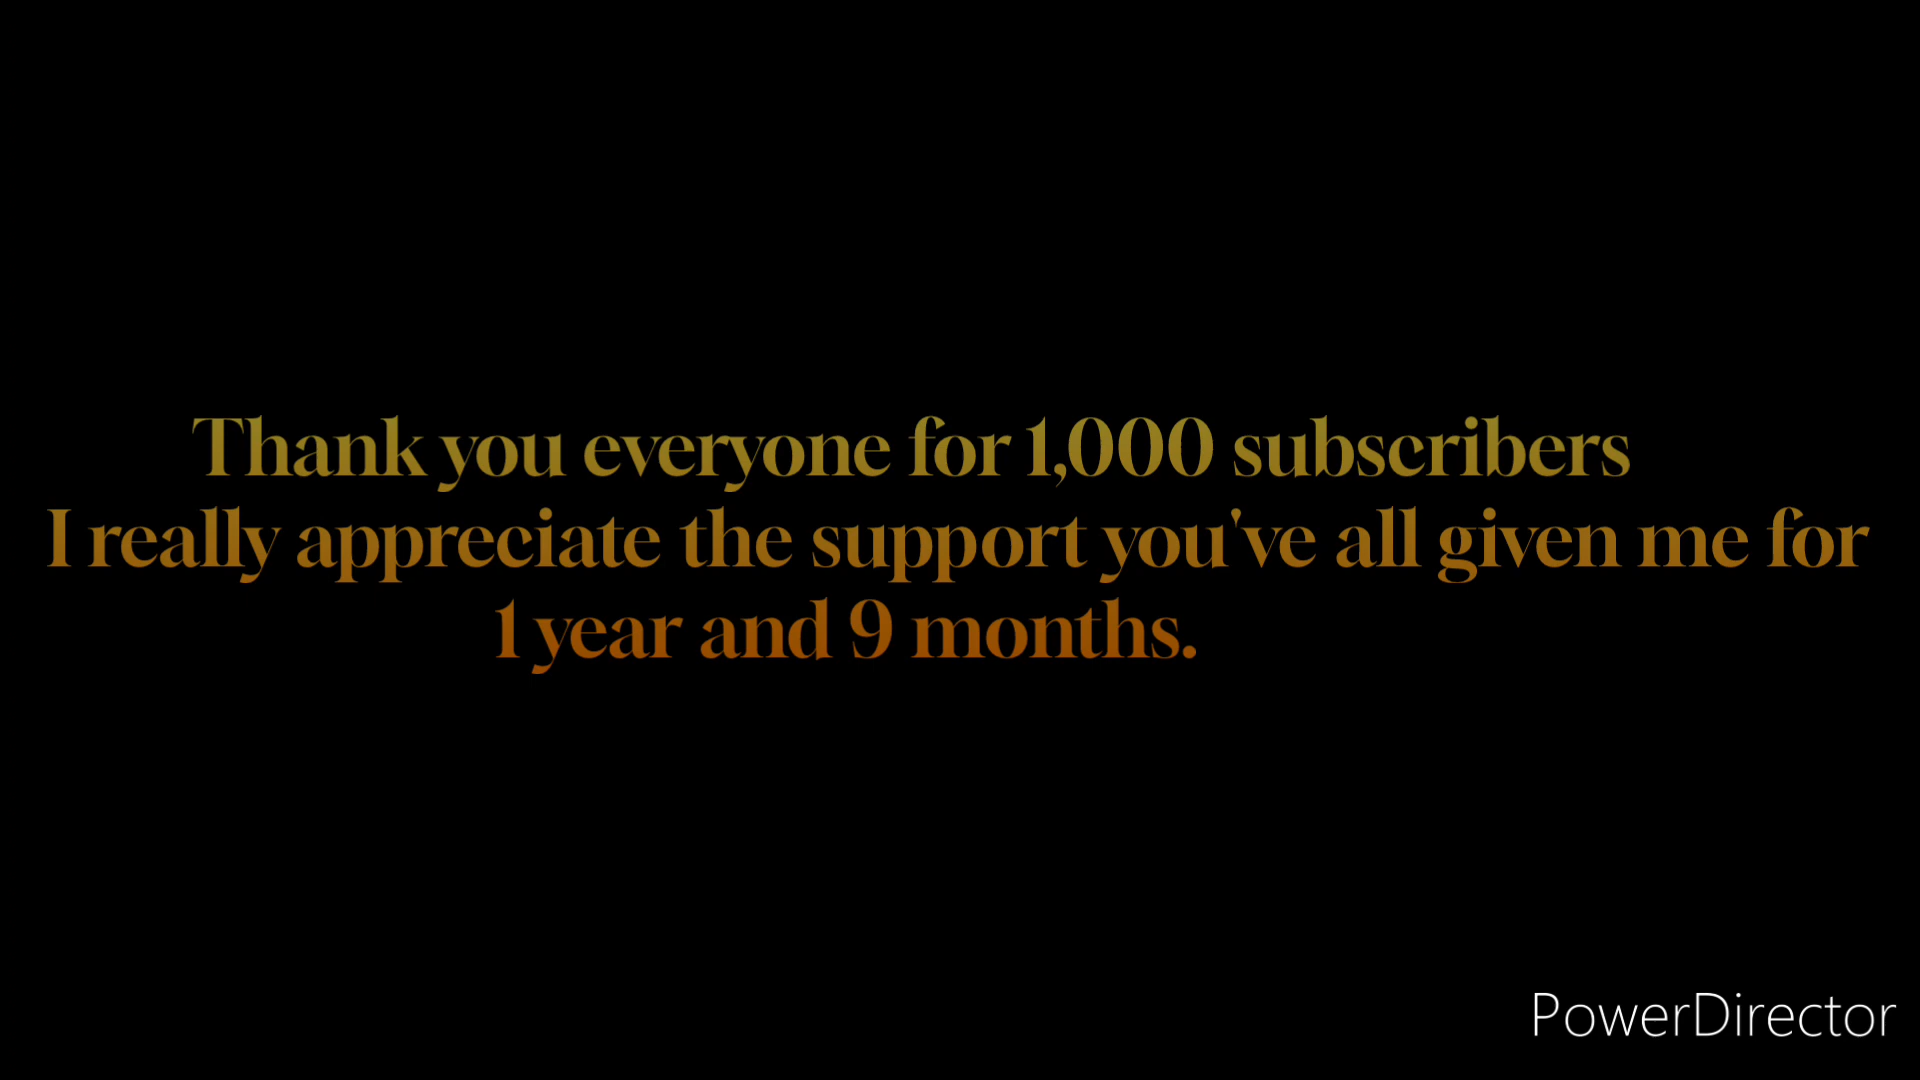 Thank you everyone for 1,000 subscribers
I really appreciate the support you've all given me for
1 year and 9 months.
PowerDirector